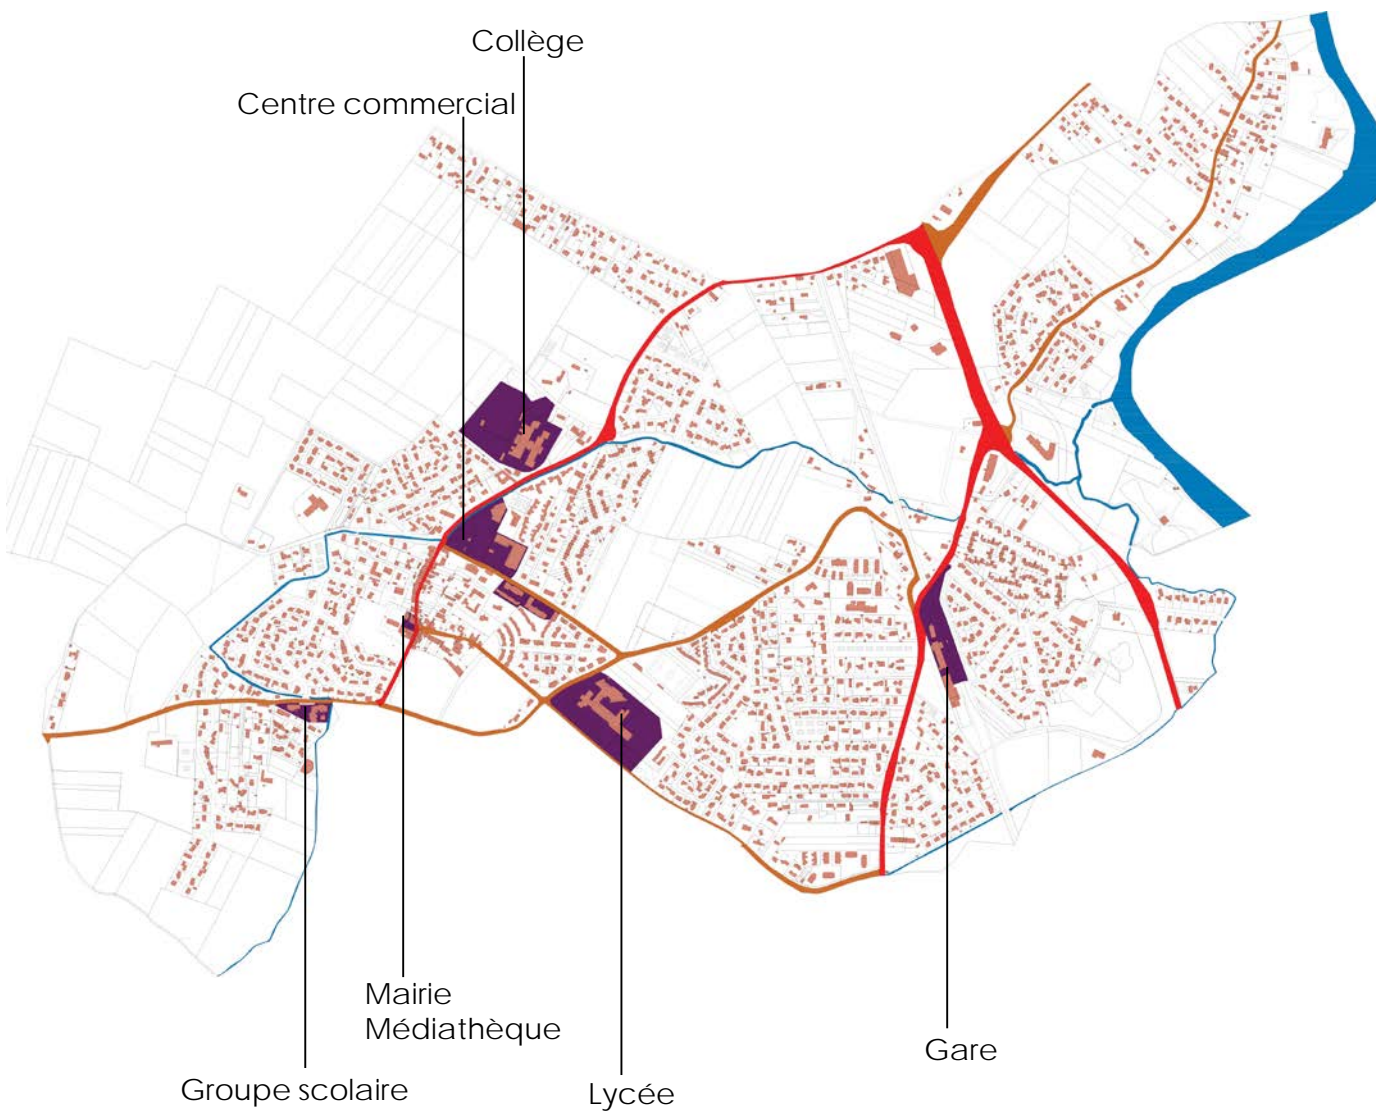 Collège
Centre commercial
Mairie
Médiathèque
Gare
Groupe scolaire
Lycée